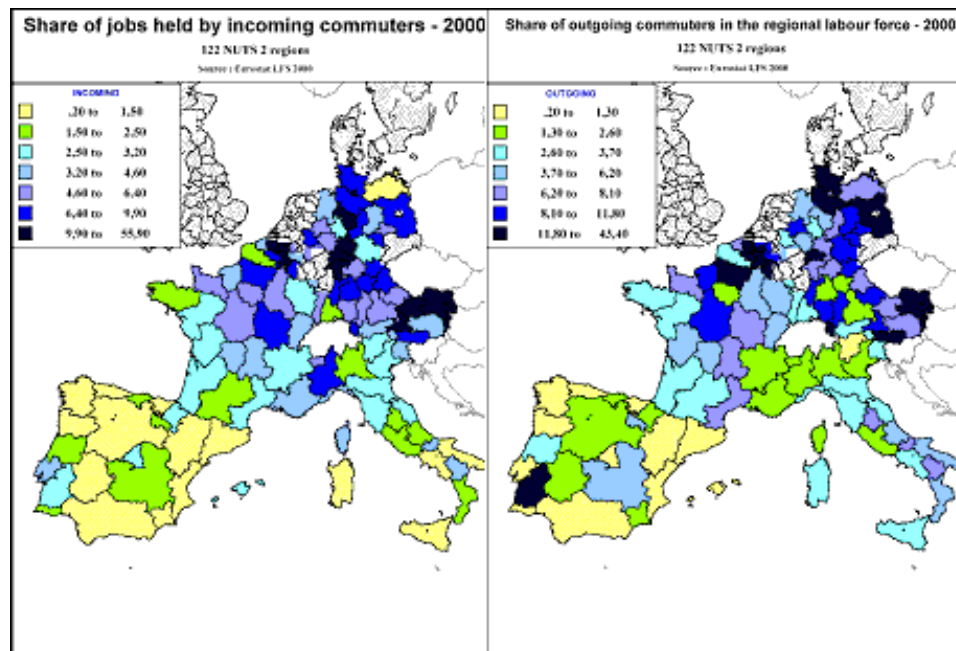 Share of jobs held by incoming commuters - 2000
122 NUTS 2 regions
Source : Eurostat LFS 2000
INCOMING
,20 to 1,50
1,50 to 2,50
2,50 to 3,20
3,20 to 4,60
4,60 to 6,40
6,40 to 9,90
9,90 to 55,90
Share of outgoing commuters in the regional labour force - 2000
122 NUTS 2 regions
Source : Eurostat LFS 2000
OUTGOING
,20 to 1,30
1,30 to 2,60
2,60 to 3,70
3,70 to 6,20
6,20 to 8,10
8,10 to 11,80
11,80 to 43,40